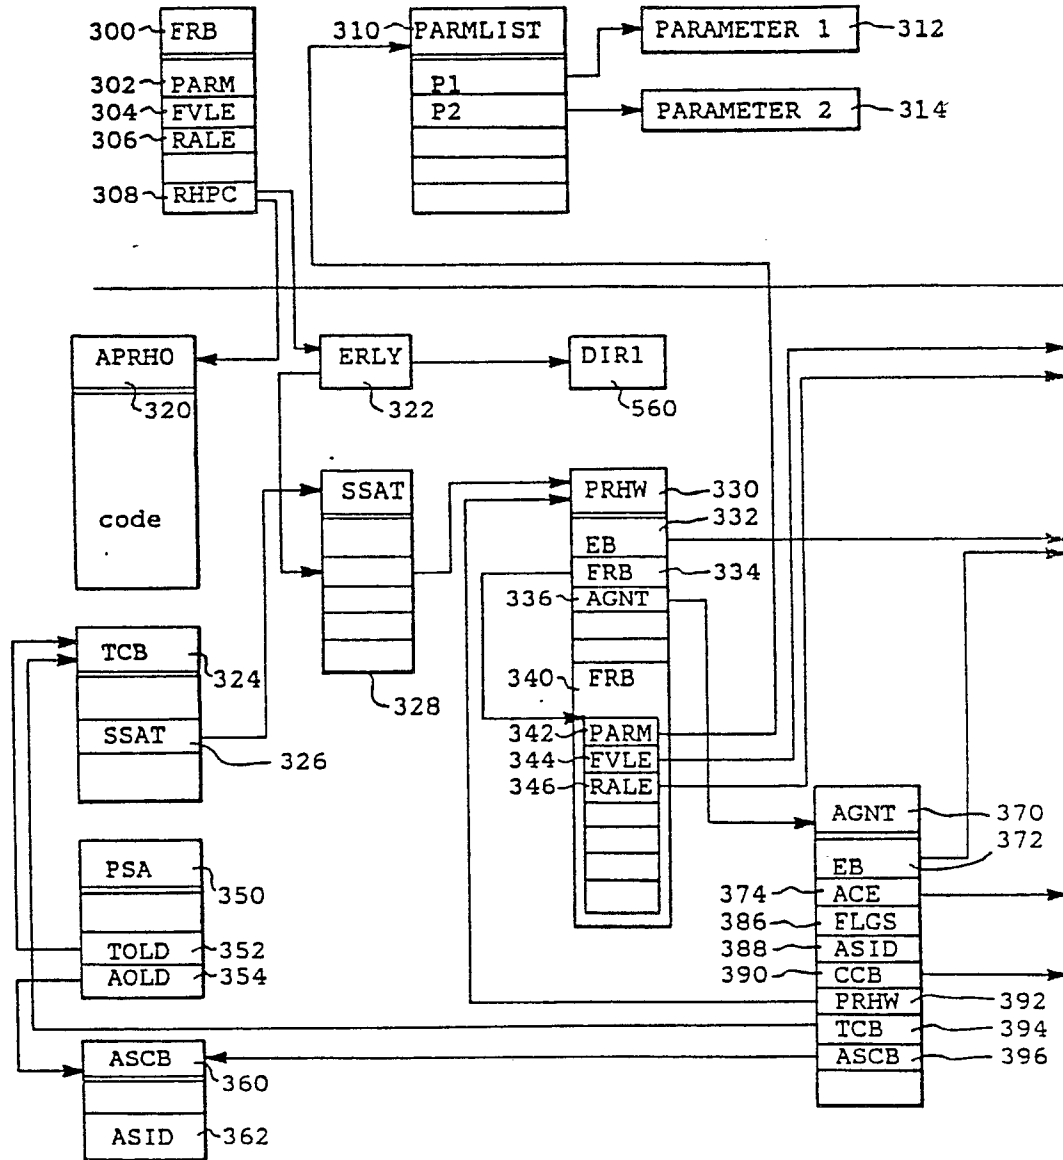 300 FRB
302 PARM
304 FVLE
306 RALE
308 RHPC
310 PARMLIST
P1
P2
PARAMETER 1 312
PARAMETER 2 314
APRHO
320
code
ERLY
322
DIR1
560
SSAT
328
PRHW 330
332
EB
FRB 334
336 AGNT
340 FRB
342 PARM
344 FVLE
346 RALE
TCB
324
SSAT
326
PSA
350
TOLD 352
AOLD 354
ASCB
360
ASID 362
AGNT 370
372
EB
374 ACE
386 FLGS
388 ASID
390 CCB
PRHW 392
TCB 394
ASCB 396